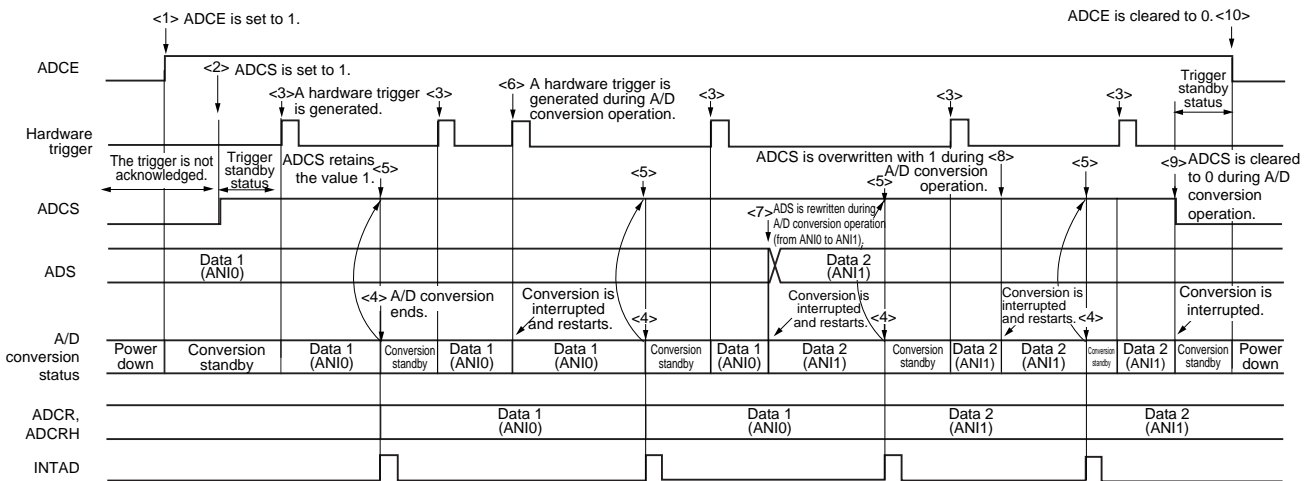 <1> ADCE is set to 1.
ADCE is cleared to 0. <10>
ADCE
<2> ADCS is set to 1.
<3> A hardware trigger
is generated.
<3>
<6> A hardware trigger is
generated during A/D
conversion operation.
<3>
<3>
<3>
Trigger
standby
status
Hardware
trigger
The trigger is not
acknowledged.
Trigger
standby
status
ADCS retains
the value 1.
<5>
<5>
ADCS is overwritten with 1 during
A/D conversion
operation.
<8>
<5>
<5>
<9> ADCS is cleared
to 0 during A/D
conversion
operation.
ADCS
<7> ADS is rewritten during
A/D conversion operation
(from ANI0 to ANI1).
ADS
Data 1
(ANI0)
Data 2
(ANI1)
<4> A/D conversion
ends.
Conversion is
interrupted
and restarts.
<4>
Conversion is
interrupted
and restarts.
<4>
Conversion is
interrupted
and restarts.
<4>
Conversion is
interrupted.
A/D
conversion
status
Power
down
Conversion
standby
Data 1
(ANI0)
Conversion
standby
Data 1
(ANI0)
Data 1
(ANI0)
Conversion
standby
Data 1
(ANI0)
Data 2
(ANI1)
Conversion
standby
Data 2
(ANI1)
Data 2
(ANI1)
Conversion
standby
Data 2
(ANI1)
Conversion
standby
Power
down
ADCR,
ADCRH
Data 1
(ANI0)
Data 1
(ANI0)
Data 2
(ANI1)
Data 2
(ANI1)
INTAD